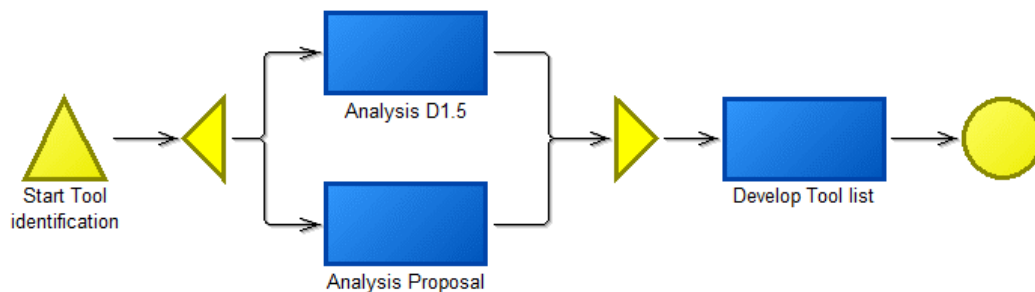 Start Tool
identification
Analysis D1.5
Analysis Proposal
Develop Tool list